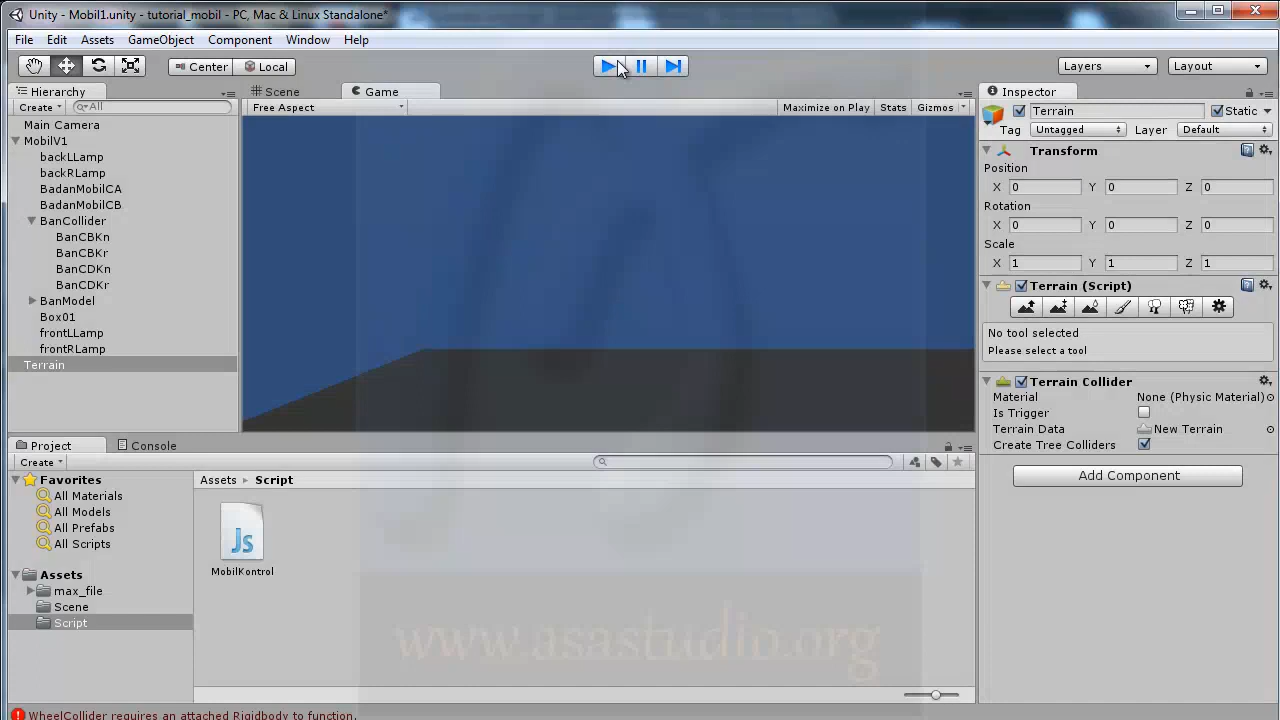 Unity - Mobil1.unity - tutorial_mobil - PC, Mac & Linux Standalone*
File Edit Assets GameObject Component Window Help
Center Local Layers Layout
Hierarchy
Create All
Main Camera
MobilV1
backLLamp
backRLamp
BadanMobilCA
BadanMobilCB
BanCollider
BanCBKn
BanCBKr
BanCDKn
BanCDKr
BanModel
Box01
frontLLamp
frontRLamp
Terrain
Scene Game
Free Aspect Maximize on Play Stats Gizmos
Inspector
Terrain Static
Tag Untagged Layer Default
Transform
Position
X 0 Y 0 Z 0
Rotation
X 0 Y 0 Z 0
Scale
X 1 Y 1 Z 1
Terrain (Script)
No tool selected
Please select a tool
Terrain Collider
Material None (Physic Material)
Is Trigger
Terrain Data New Terrain
Create Tree Colliders
Add Component
Project Console
Create
Favorites
All Materials
All Models
All Prefabs
All Scripts
Assets
max_file
Scene
Script
Assets Script
Js
MobilKontrol
www.asastudio.org
WheelCollider requires an attached Rigidbody to function.